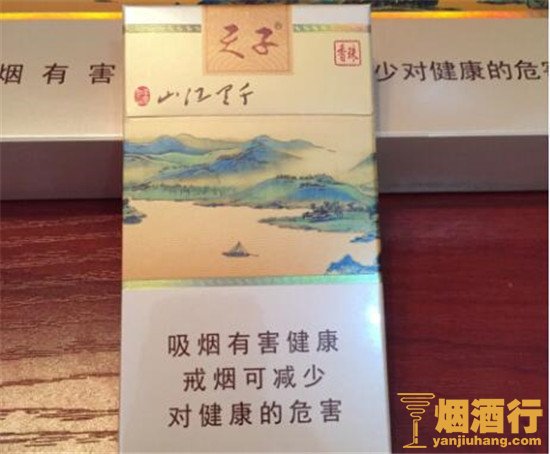 烟有害
少对健康的危害
天子
香珠
千里江山
吸烟有害健康
戒烟可减少
对健康的危害
烟酒行
yanjiuhang.com